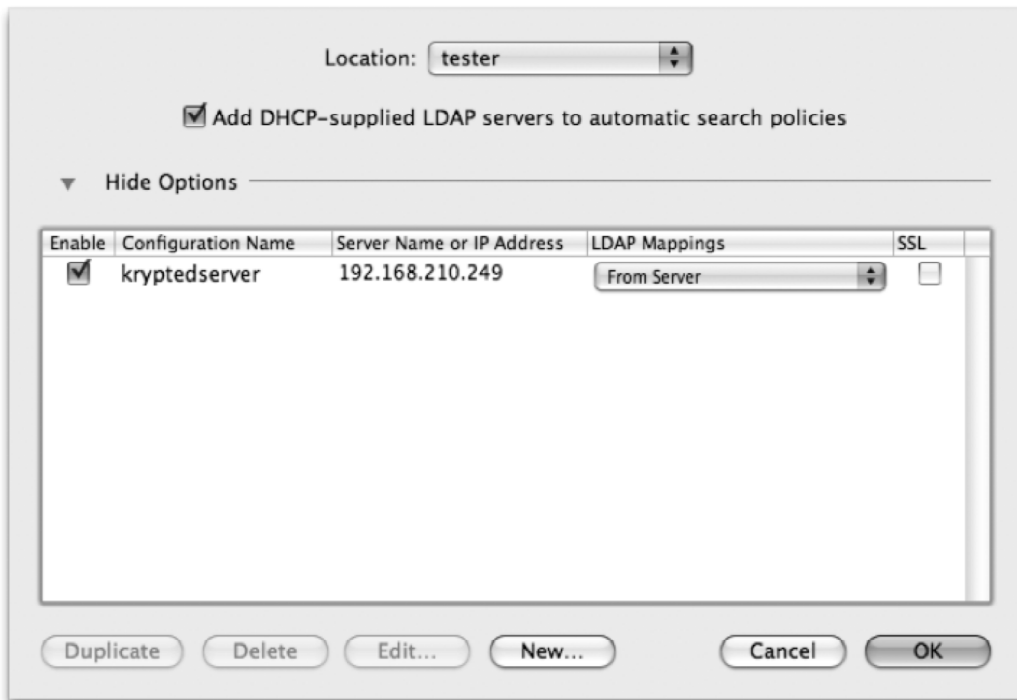 Location: tester
Add DHCP-supplied LDAP servers to automatic search policies
Hide Options
Enable Configuration Name Server Name or IP Address LDAP Mappings SSL
kryptedserver 192.168.210.249 From Server
Duplicate Delete Edit... New... Cancel OK